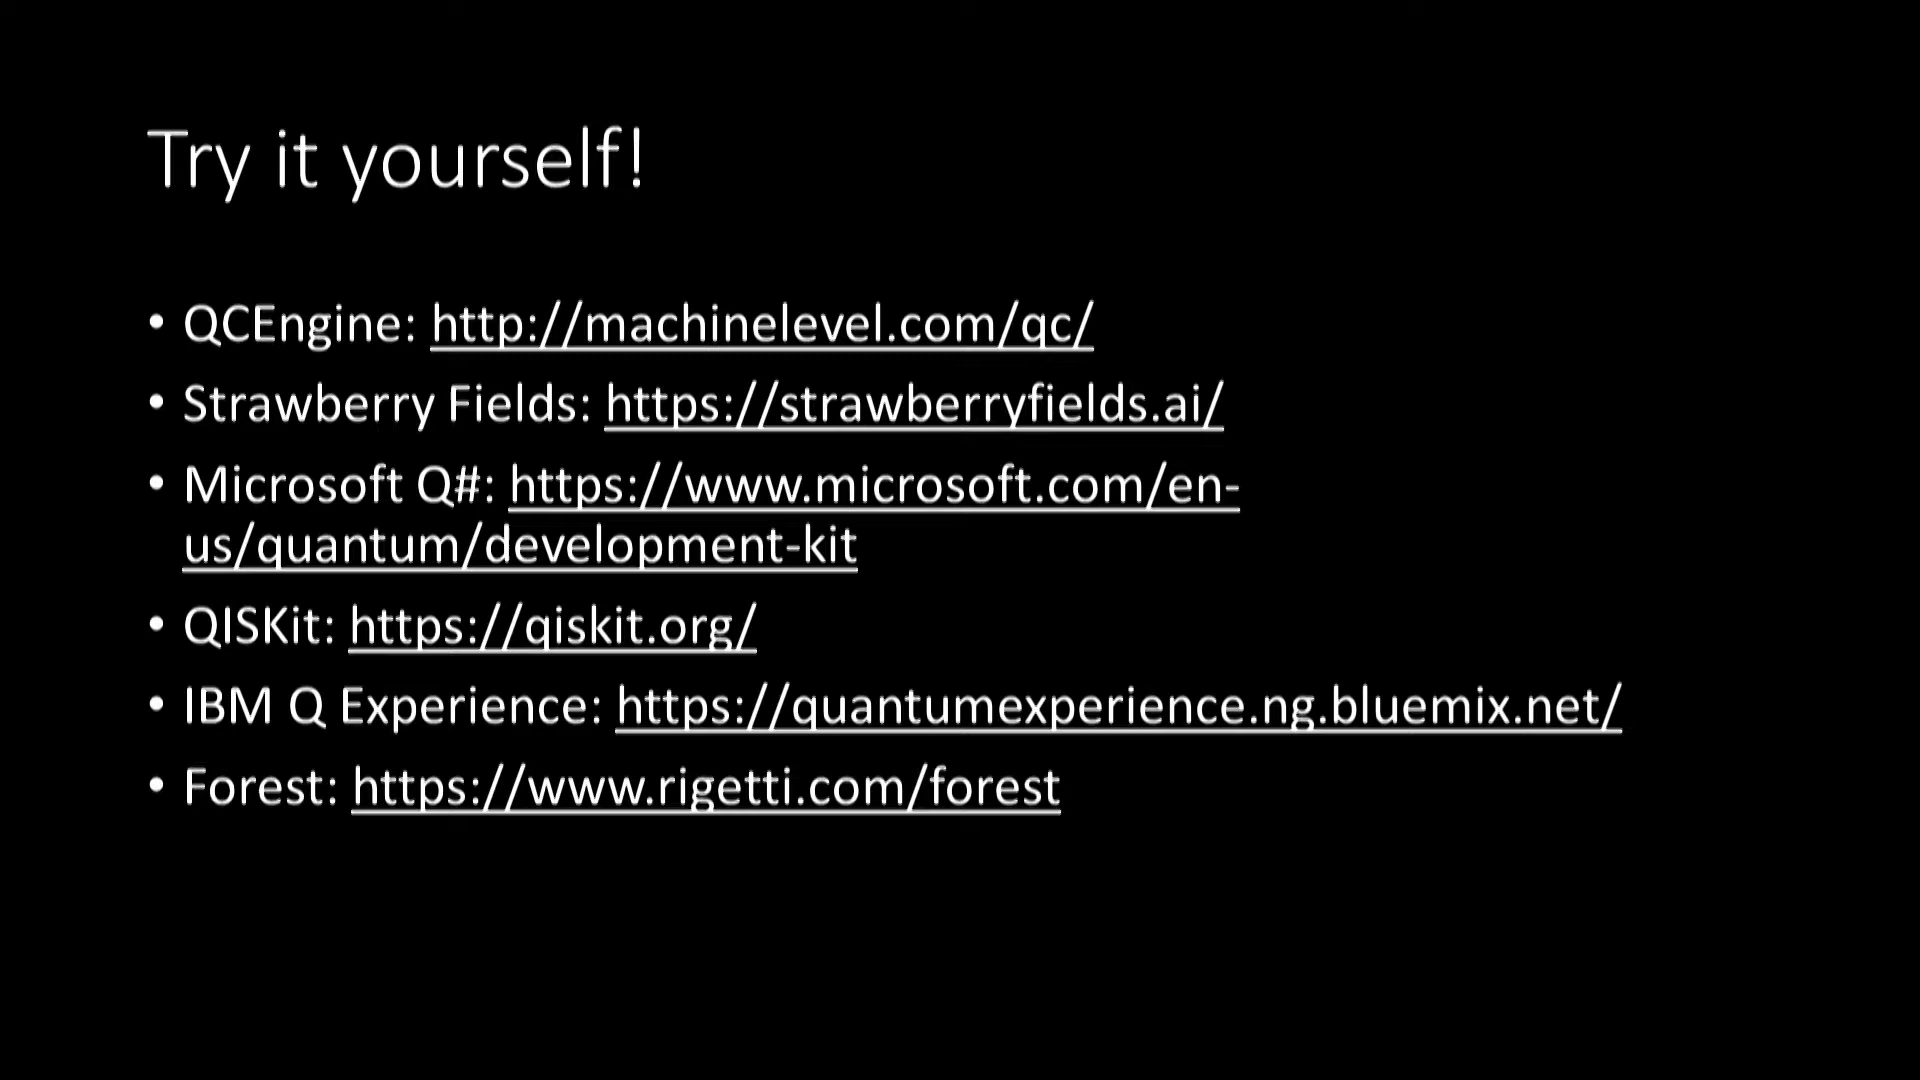 Try it yourself!
• QCEngine: http://machinelevel.com/qc/
• Strawberry Fields: https://strawberryfields.ai/
• Microsoft Q#: https://www.microsoft.com/en-
us/quantum/development-kit
• QISKit: https://qiskit.org/
• IBM Q Experience: https://quantumexperience.ng.bluemix.net/
• Forest: https://www.rigetti.com/forest